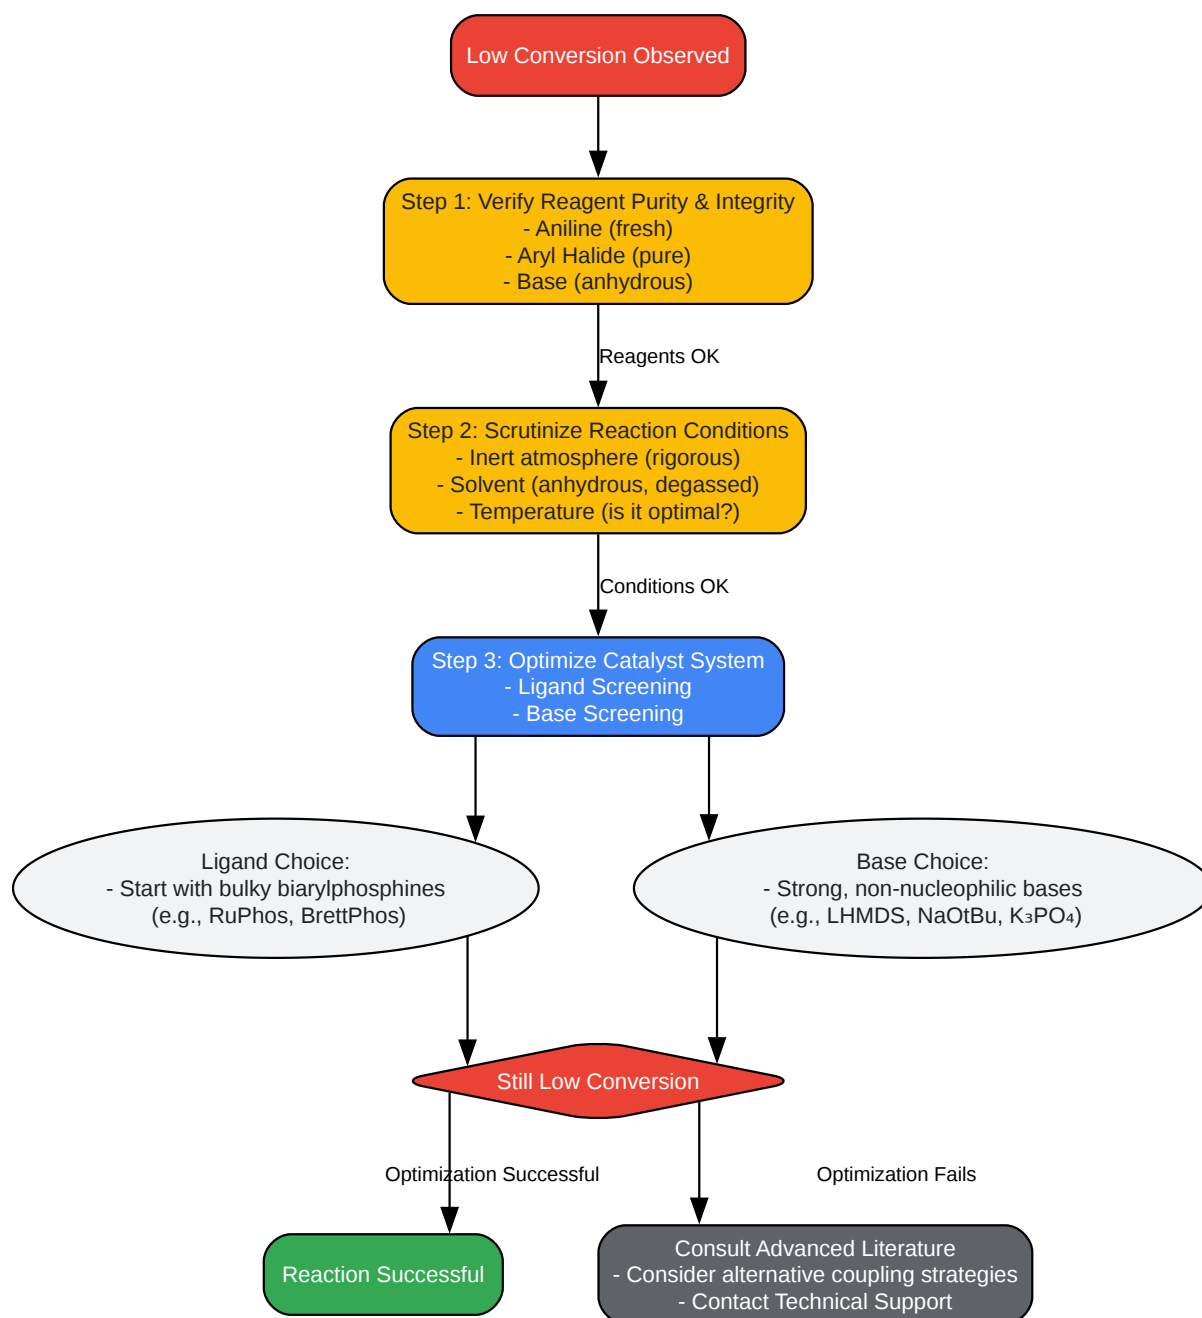 Low Conversion Observed
Step 1: Verify Reagent Purity & Integrity
- Aniline (fresh)
- Aryl Halide (pure)
- Base (anhydrous)
Reagents OK
Step 2: Scrutinize Reaction Conditions
- Inert atmosphere (rigorous)
- Solvent (anhydrous, degassed)
- Temperature (is it optimal?)
Conditions OK
Step 3: Optimize Catalyst System
- Ligand Screening
- Base Screening
Ligand Choice:
- Start with bulky biarylphosphines
(e.g., RuPhos, BrettPhos)
Base Choice:
- Strong, non-nucleophilic bases
(e.g., LHMDS, NaOtBu, K₃PO₄)
Still Low Conversion
Optimization Successful
Optimization Fails
Reaction Successful
Consult Advanced Literature
- Consider alternative coupling strategies
- Contact Technical Support